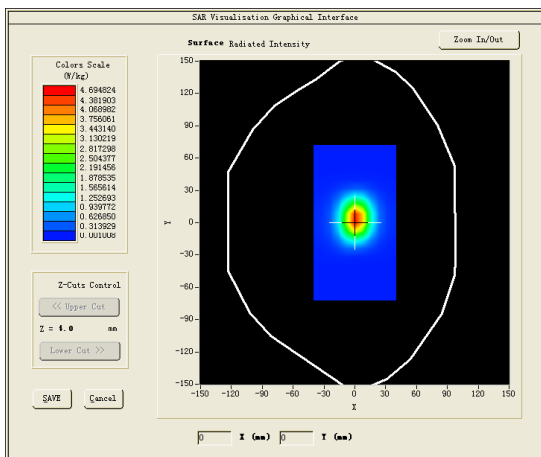 SAR Visualisation Graphical Interface
Surface Radiated Intensity
Zoom In/Out
Colors Scale
(W/kg)
4.694824
4.381903
4.068982
3.756061
3.443140
3.130219
2.817298
2.504377
2.191456
1.878535
1.565614
1.252693
0.939772
0.626850
0.313929
0.001008
Z-Cuts Control
<< Upper Cut
Z = 4.0 mm
Lower Cut >>
SAVE
Cancel
150
120
90
60
30
0
-30
-60
-90
-120
-150
Y
-150 -120 -90 -60 -30 0 30 60 90 120 150
X
0 X (mm) 0 Y (mm)